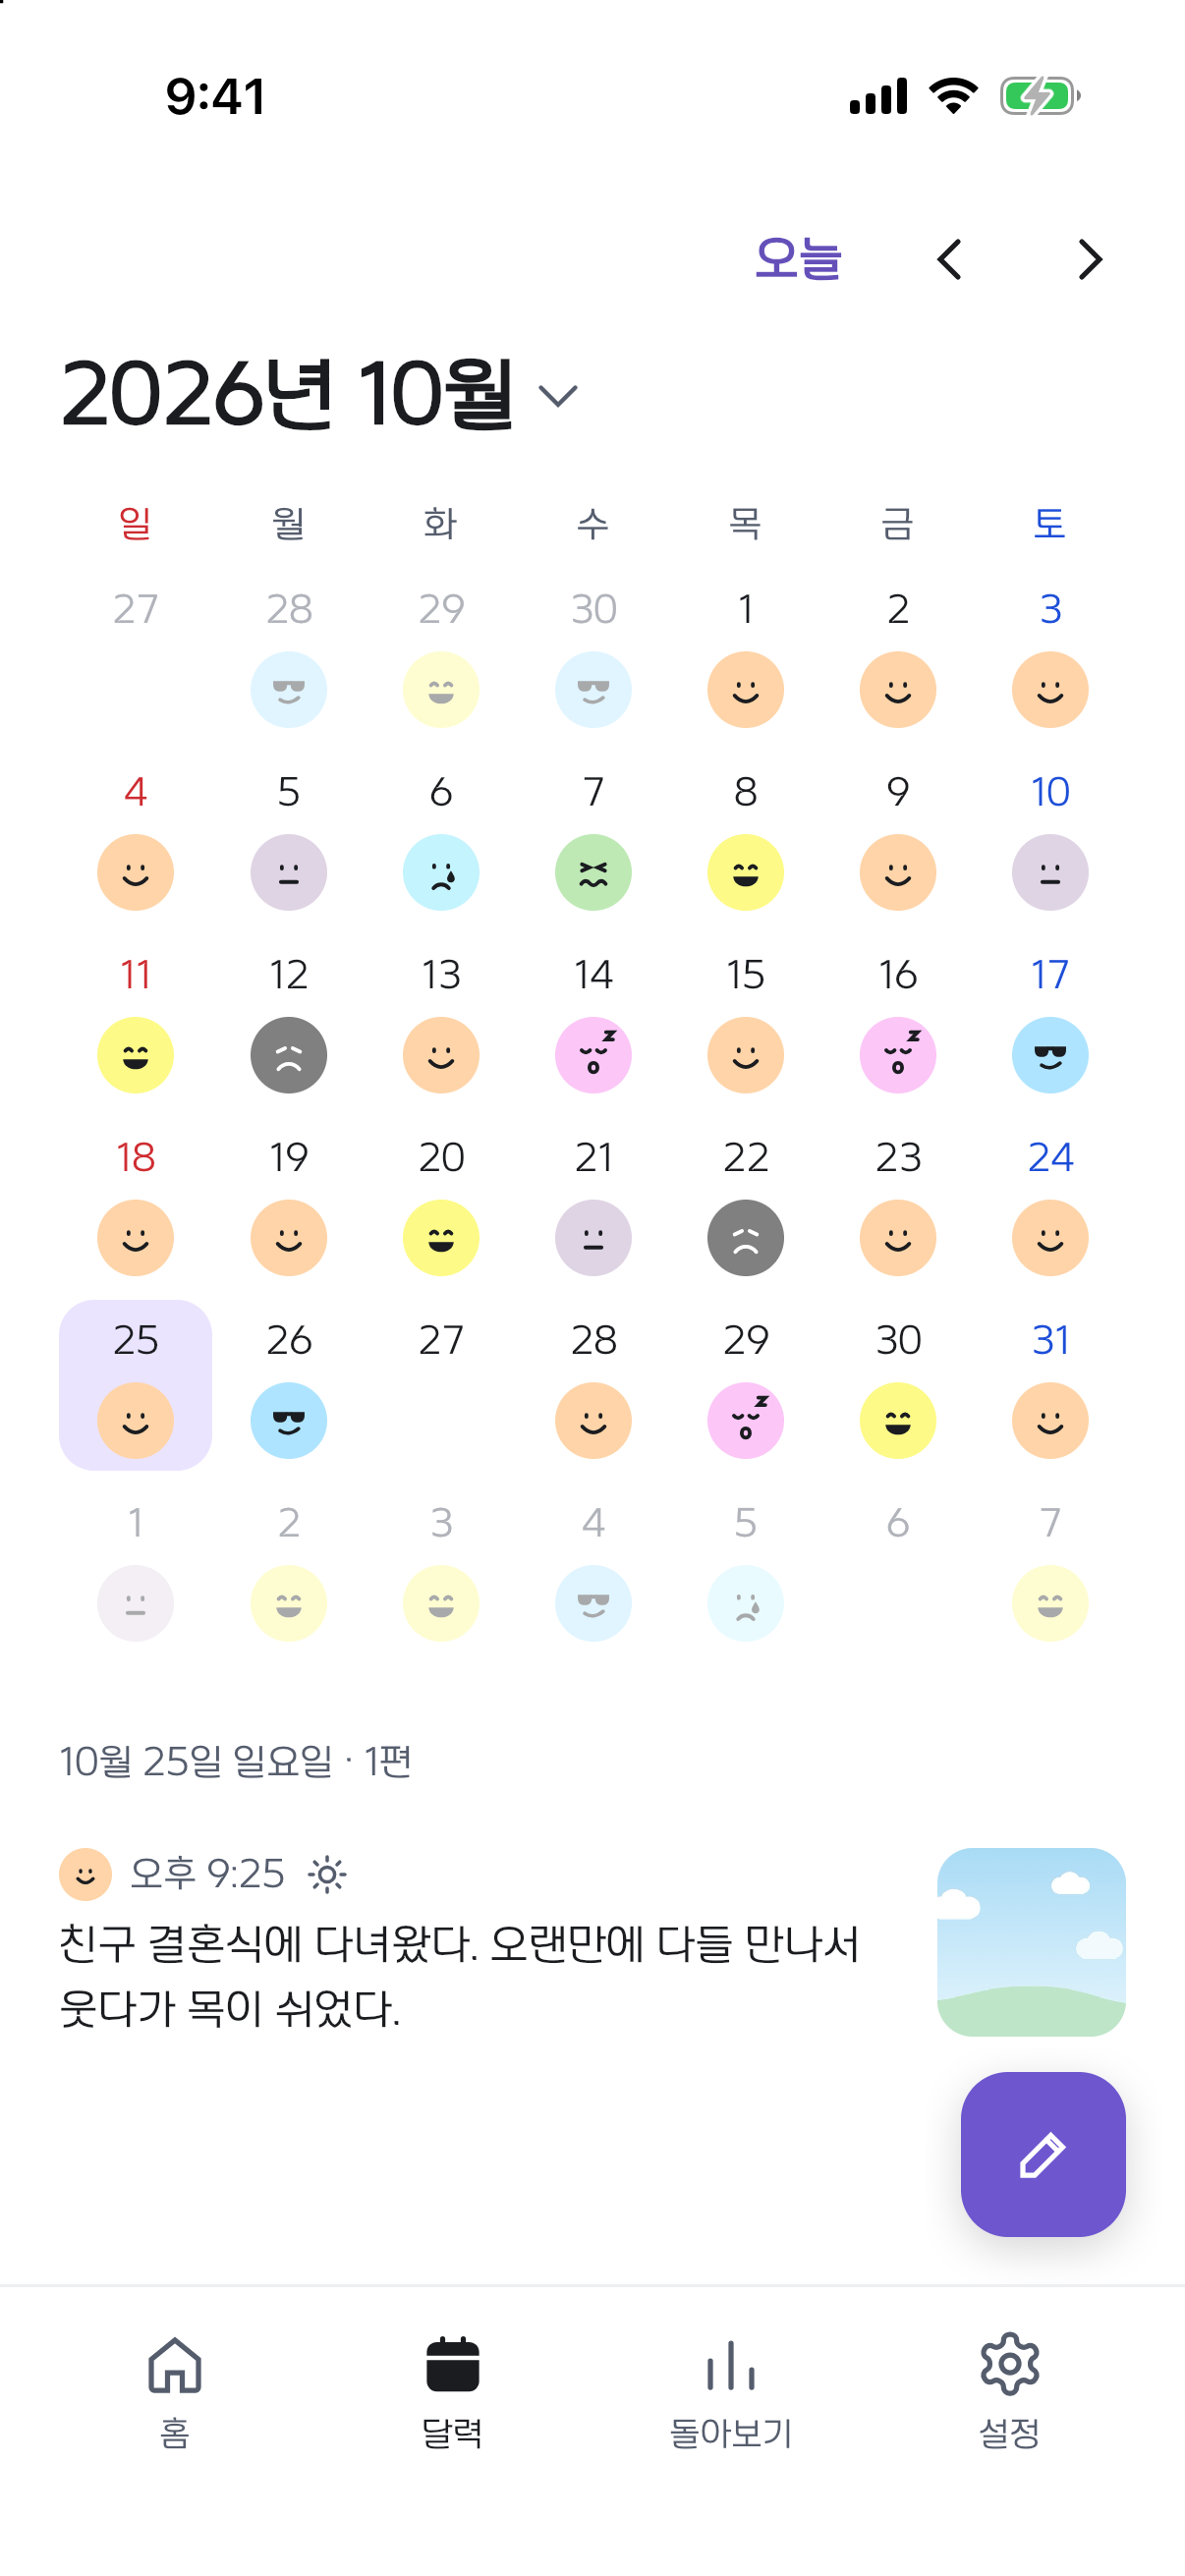 9:41
오늘
2026년 10월
일 월 화 수 목 금 토
27 28 29 30 1 2 3
4 5 6 7 8 9 10
11 12 13 14 15 16 17
18 19 20 21 22 23 24
25 26 27 28 29 30 31
1 2 3 4 5 6 7
10월 25일 일요일 · 1편
오후 9:25
친구 결혼식에 다녀왔다. 오랜만에 다들 만나서
웃다가 목이 쉬었다.
홈 달력 돌아보기 설정